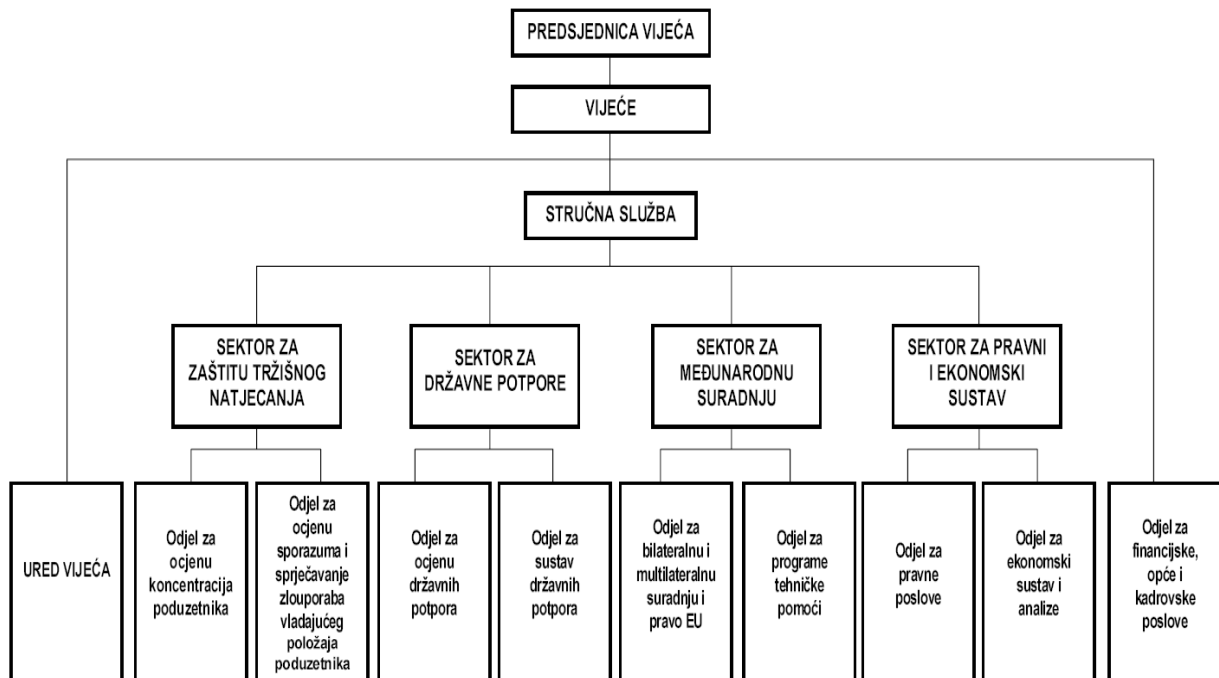 PREDSJEDNICA VIJEĆA
VIJEĆE
STRUČNA SLUŽBA
SEKTOR ZA
ZAŠTITU TRŽIŠNOG
NATJECANJA
SEKTOR ZA
DRŽAVNE POTPORE
SEKTOR ZA
MEĐUNARODNU
SURADNJU
SEKTOR ZA PRAVNI
I EKONOMSKI
SUSTAV
URED VIJEĆA
Odjel za
ocjenu
koncentracija
poduzetnika
Odjel za
ocjenu
sporazuma i
sprječavanje
zlouporaba
vladajućeg
položaja
poduzetnika
Odjel za
ocjenu
državnih
potpora
Odjel za
sustav
državnih
potpora
Odjel za
bilateralnu i
multilateralnu
suradnju i
pravo EU
Odjel za
programe
tehničke
pomoći
Odjel za
pravne
poslove
Odjel za
ekonomski
sustav i
analize
Odjel za
financijske,
opće i
kadrovske
poslove